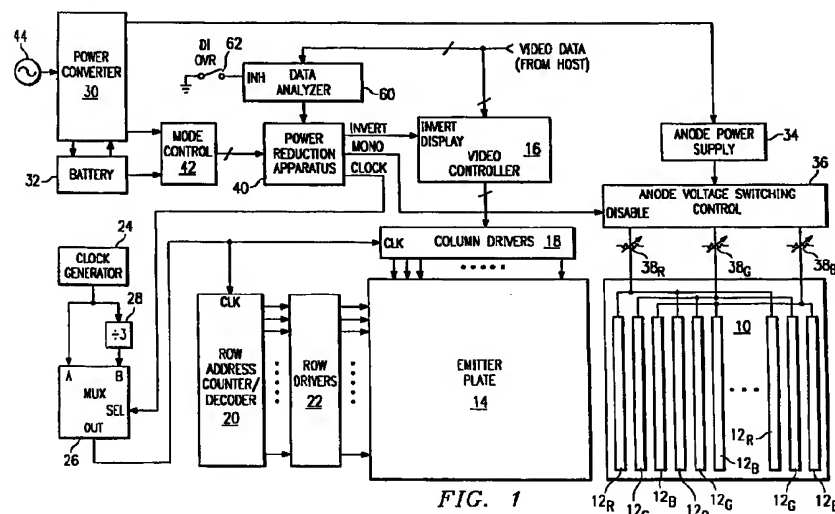 44
POWER
CONVERTER
30
32
BATTERY
MODE
CONTROL
42
DI
OVR
62
INH
DATA
ANALYZER
60
VIDEO DATA
(FROM HOST)
POWER
REDUCTION
APPARATUS
40
INVERT
MONO
CLOCK
INVERT
DISPLAY
16
VIDEO
CONTROLLER
ANODE POWER
SUPPLY
34
36
ANODE VOLTAGE SWITCHING
CONTROL
DISABLE
38R
38G
38B
24
CLOCK
GENERATOR
28
÷3
A
B
MUX
SEL
OUT
26
CLK
COLUMN DRIVERS
18
CLK
ROW ADDRESS
COUNTER/
DECODER
20
ROW
DRIVERS
22
EMITTER
PLATE
14
10
12R
12B
12R
12G
12B
12R
12G
12G
12B
FIG. 1